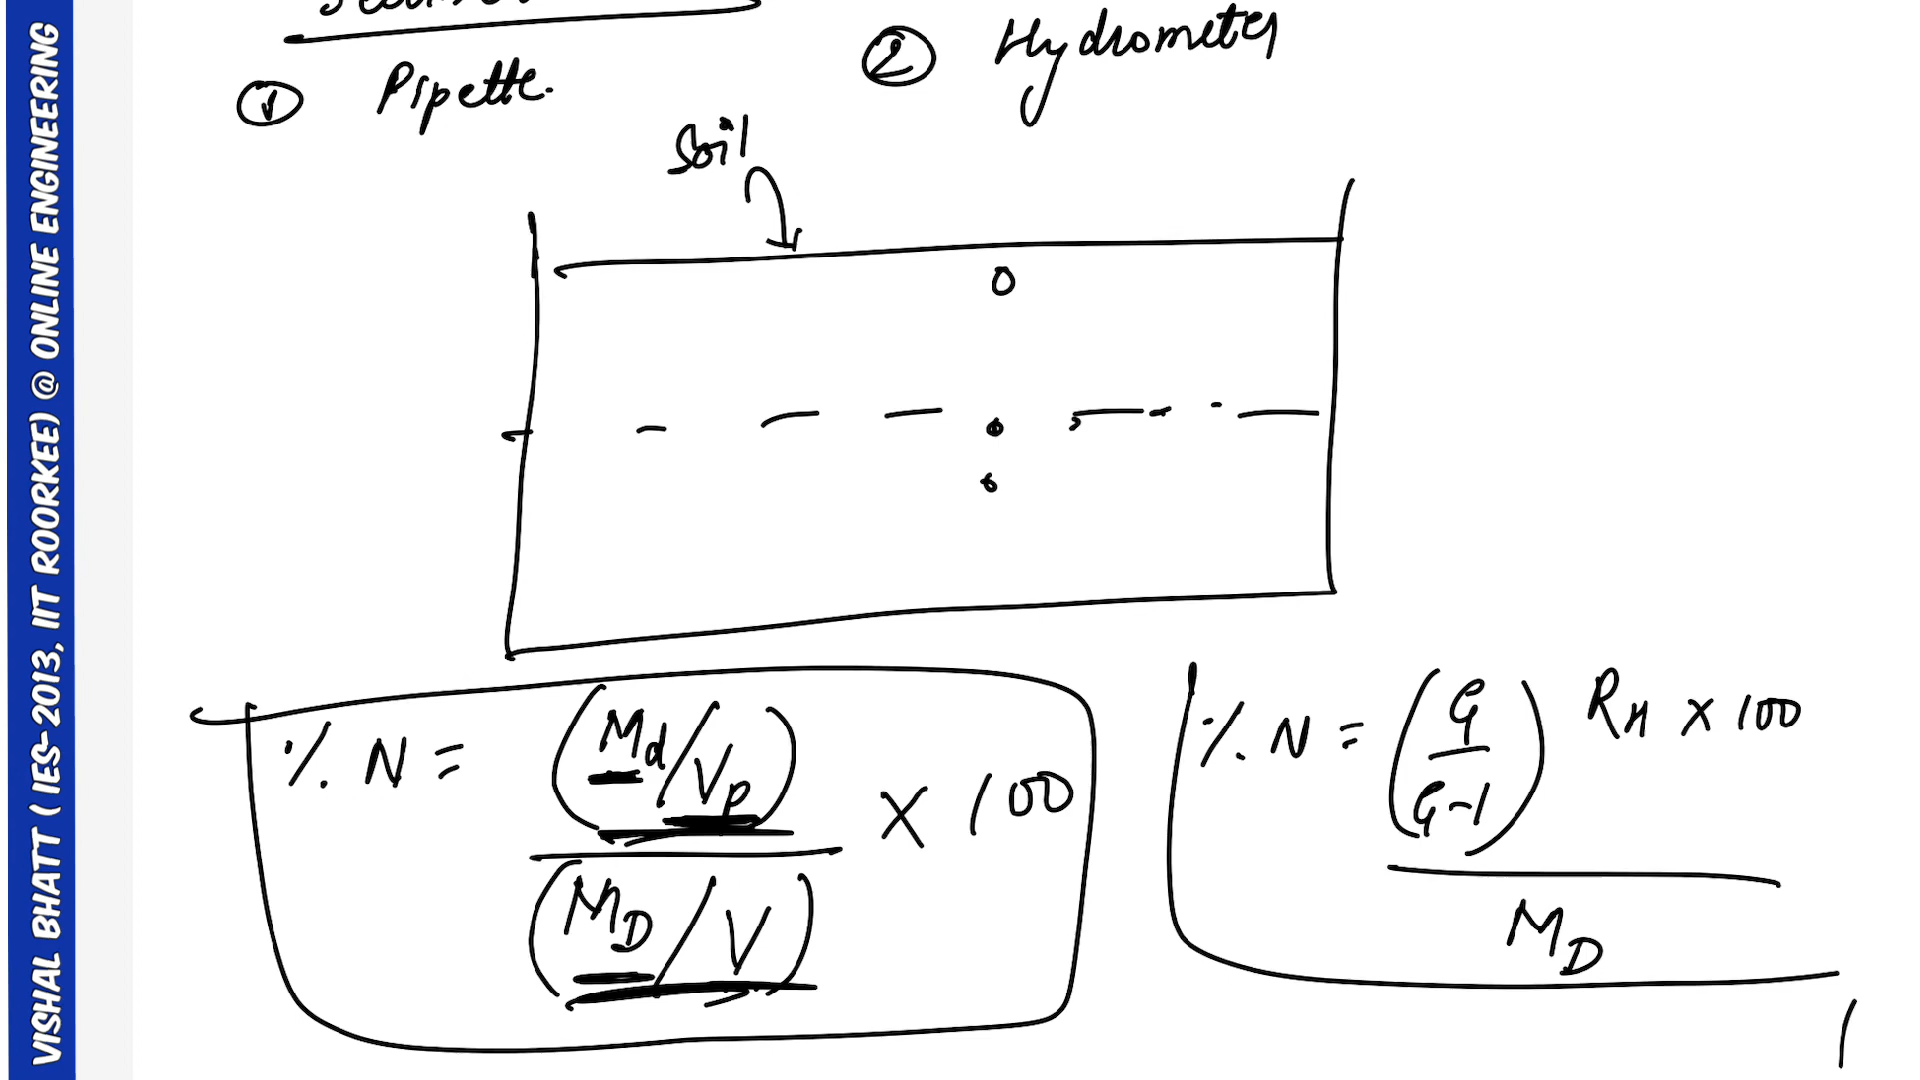 ① Pipette.
② Hydrometer
Soil
% N = (Md/Vp) / (MD/V) × 100
% N = (G/G-1) RH × 100 / MD
VISHAL BHATT ( IES-2013, IIT ROORKEE) @ ONLINE ENGINEERING